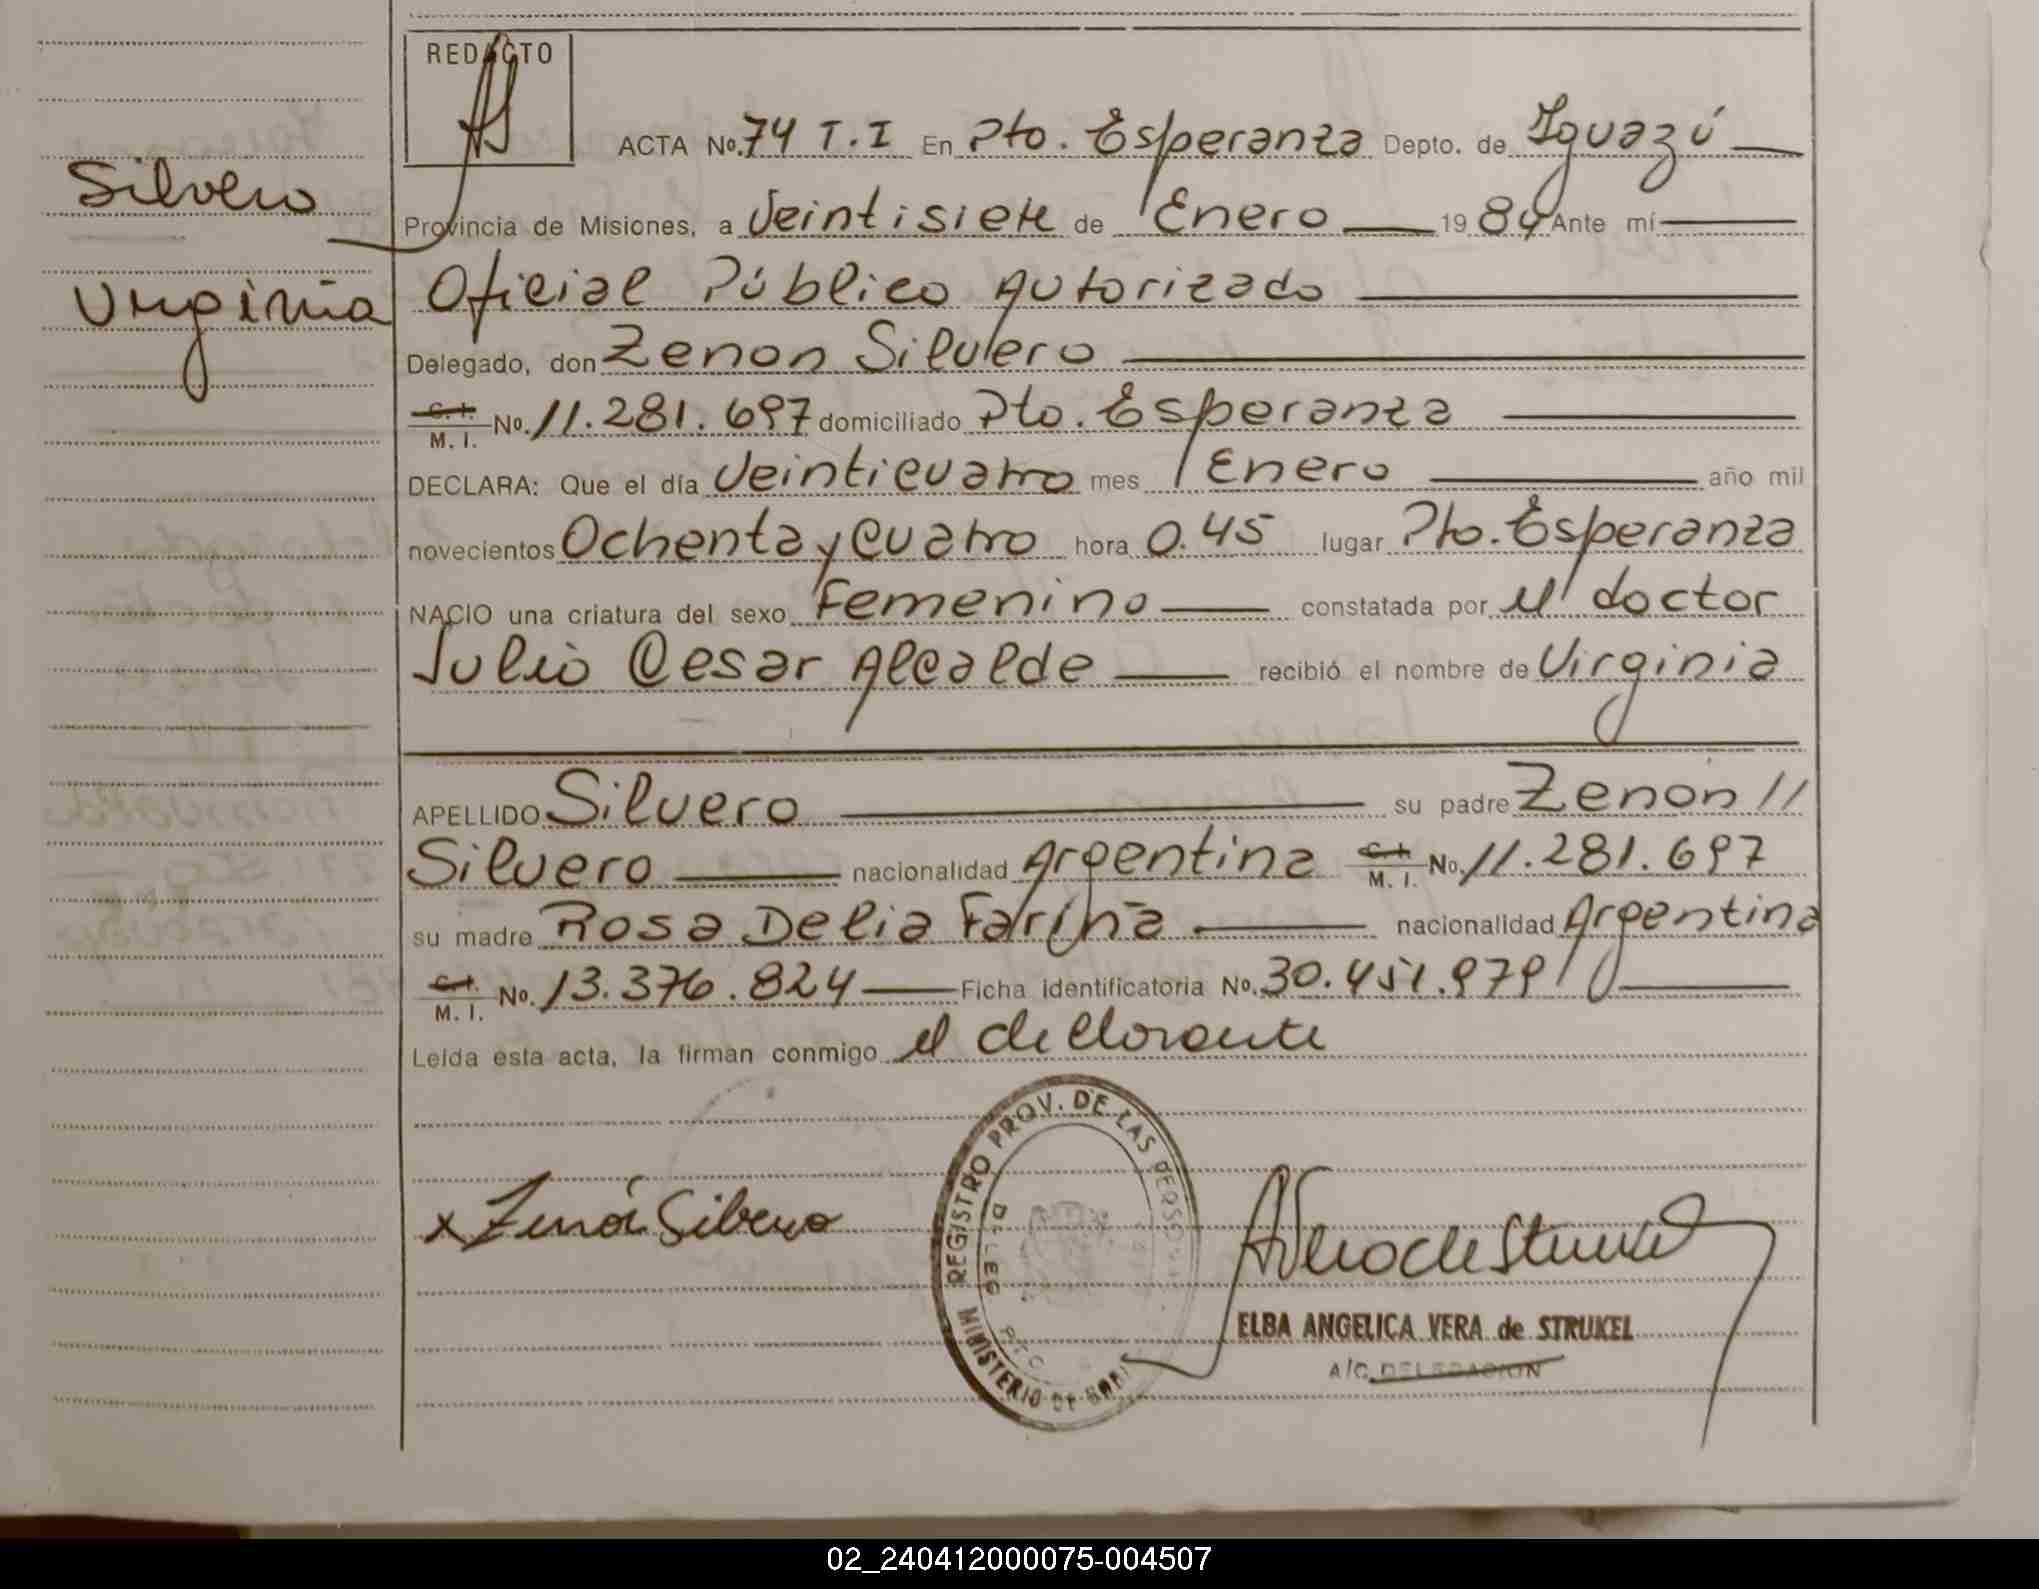 REDACTO
ACTA No. 74 T.I En Pto. Esperanza Depto. de Iguazú
Silvero
Provincia de Misiones, a Veintisiete de Enero 1984 Ante mí
Virginia
Oficial Público Autorizado
Delegado, don Zenon Silvero
C. I. M. I. No. 11.281.697 domiciliado Pto. Esperanza
DECLARA: Que el día Veinticuatro mes Enero año mil
novecientos Ochenta y Cuatro hora 0.45 lugar Pto. Esperanza
NACIO una criatura del sexo Femenino constatada por el doctor
Julio Cesar Alcalde recibió el nombre de Virginia
APELLIDO Silvero su padre Zenón //
Silvero nacionalidad Argentina C. I. M. I. No. 11.281.697
su madre Rosa Delia Fariña nacionalidad Argentina
C. I. M. I. No. 13.376.824 Ficha identificatoria No. 30.451.979
Leída esta acta, la firman conmigo el declarante
x Zenón Silvero
REGISTRO PROV. DE LAS PERSON
DELEG PTO
MINISTERIO DE
ELBA ANGELICA VERA de STRUKEL
A/C DELEGACION
02_240412000075-004507